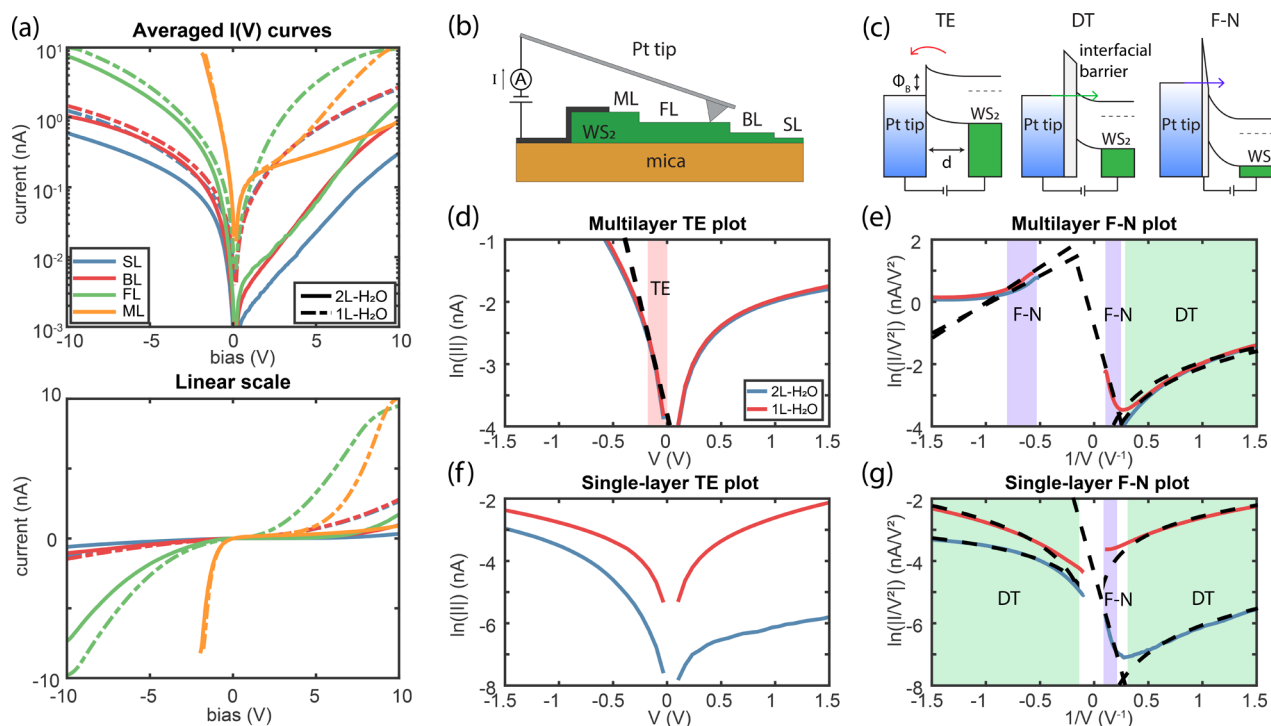 (a)
Averaged I(V) curves
current (nA)
10¹
10⁰
10⁻¹
10⁻²
10⁻³
SL
BL
FL
ML
2L-H₂O
1L-H₂O
-10
-5
0
5
10
bias (V)
Linear scale
current (nA)
10
0
-10
-10
-5
0
5
10
bias (V)
(b)
Pt tip
I
A
ML
FL
BL
SL
WS₂
mica
(c)
TE
DT
F-N
Φ_B
interfacial
barrier
Pt tip
WS₂
d
Pt tip
WS₂
Pt tip
WS
(d)
Multilayer TE plot
ln(|I|) (nA)
-1
-2
-3
-4
TE
2L-H₂O
1L-H₂O
-1.5
-1
-0.5
0
0.5
1
1.5
V (V)
(e)
Multilayer F-N plot
ln(|I/V²|) (nA/V²)
2
0
-2
-4
F-N
F-N
DT
-1.5
-1
-0.5
0
0.5
1
1.5
1/V (V⁻¹)
(f)
Single-layer TE plot
ln(|I|) (nA)
-2
-4
-6
-8
-1.5
-1
-0.5
0
0.5
1
1.5
V (V)
(g)
Single-layer F-N plot
ln(|I/V²|) (nA/V²)
-2
-4
-6
-8
DT
F-N
DT
-1.5
-1
-0.5
0
0.5
1
1.5
1/V (V⁻¹)